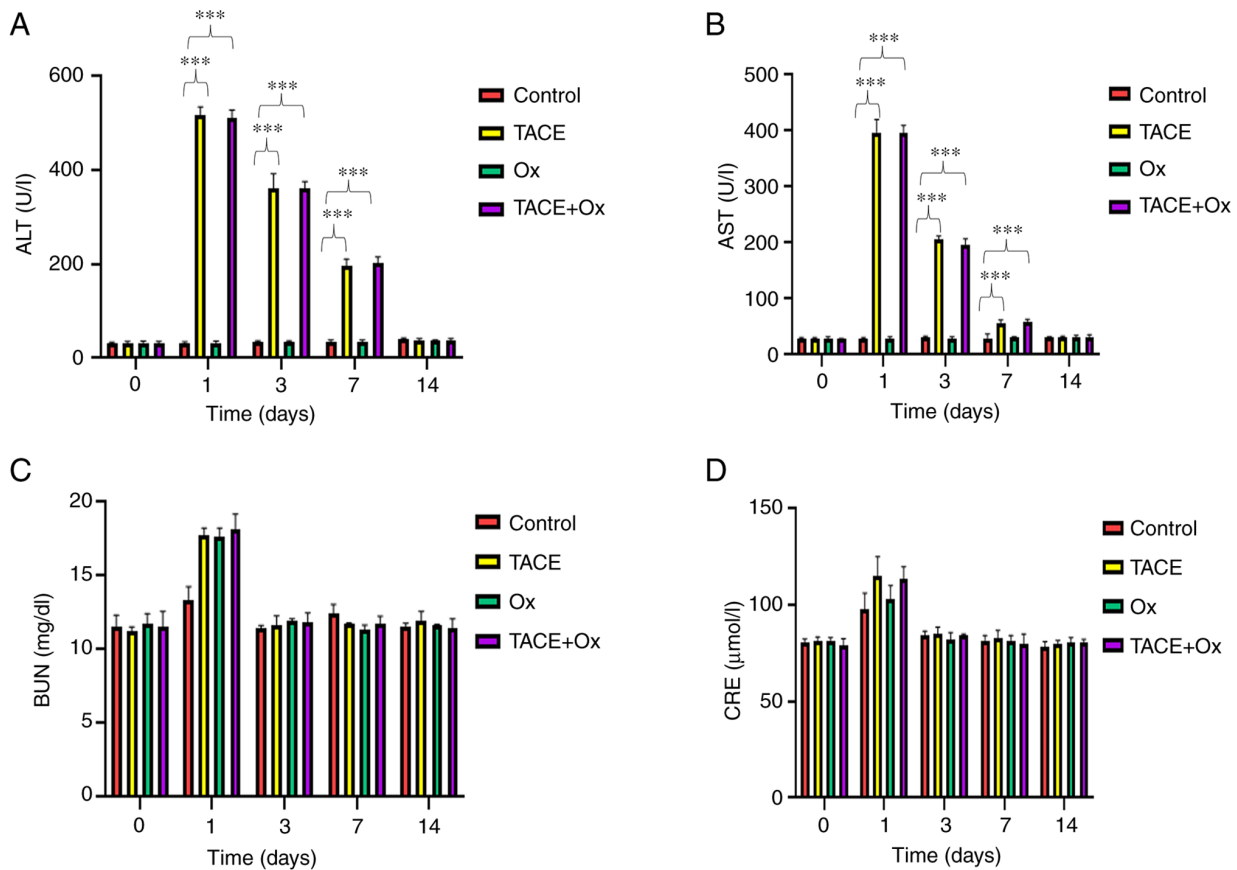 A
***
***
600
***
***
***
***
400
200
0
ALT (U/l)
0 1 3 7 14
Time (days)
Control
TACE
Ox
TACE+Ox
B
***
***
500
***
***
***
***
400
300
200
100
0
AST (U/l)
0 1 3 7 14
Time (days)
Control
TACE
Ox
TACE+Ox
C
20
15
10
5
0
BUN (mg/dl)
0 1 3 7 14
Time (days)
Control
TACE
Ox
TACE+Ox
D
150
100
50
0
CRE (μmol/l)
0 1 3 7 14
Time (days)
Control
TACE
Ox
TACE+Ox